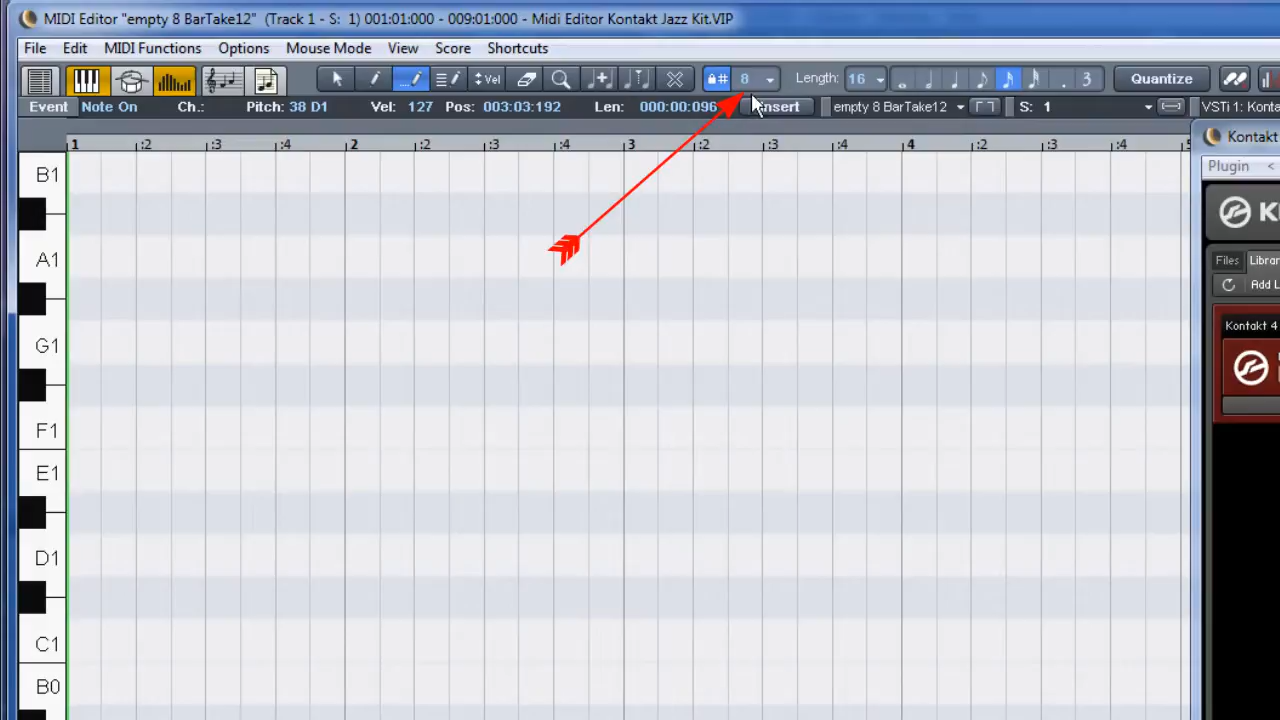 MIDI Editor "empty 8 BarTake12" (Track 1 - S: 1) 001:01:000 - 009:01:000 - Midi Editor Kontakt Jazz Kit.VIP
File Edit MIDI Functions Options Mouse Mode View Score Shortcuts
Vel 8 Length: 16 3 Quantize
Event Note On Ch.: Pitch: 38 D1 Vel: 127 Pos: 003:03:192 Len: 000:00:096 empty 8 BarTake12 S: 1 VSTi 1: Konta
1 :2 :3 :4 2 :2 :3 :4 3 :2 :3 :4 4 :2 :3 :4 5
Kontakt
Plugin <
B1
K
A1
Files Librar
Add L
Kontakt 4
G1
F1
E1
D1
C1
B0